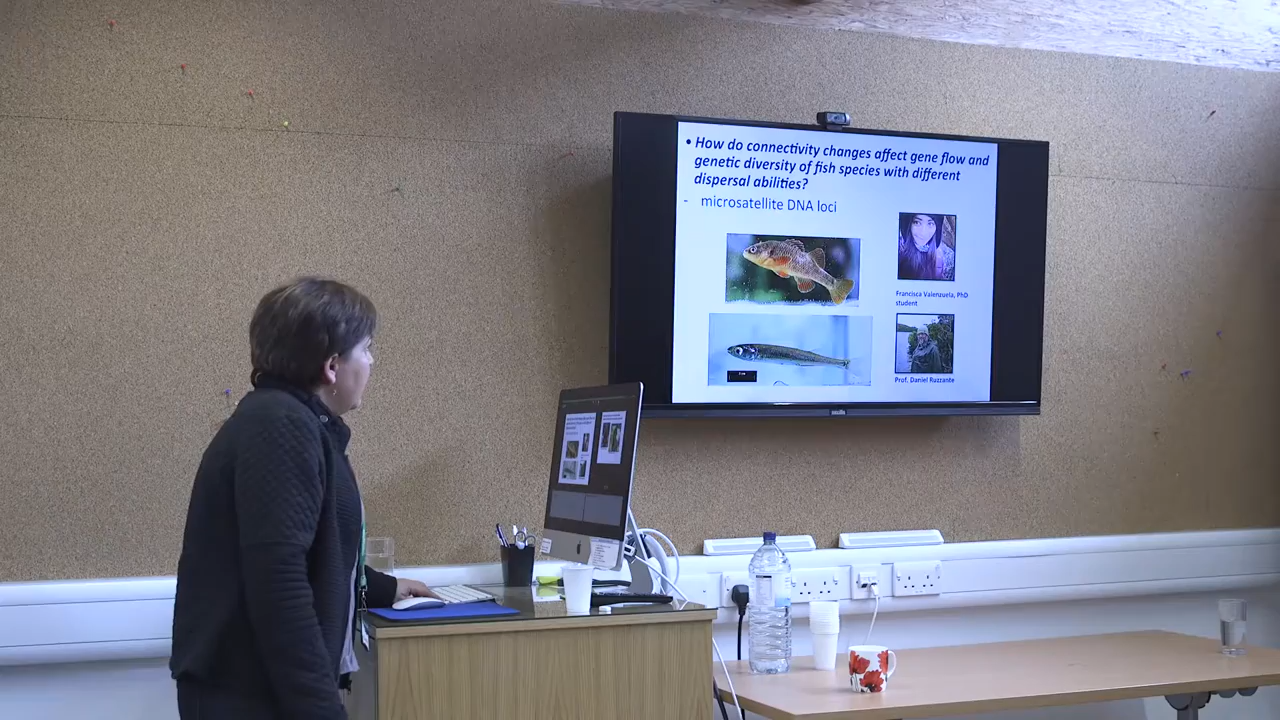 • How do connectivity changes affect gene flow and
genetic diversity of fish species with different
dispersal abilities?
- microsatellite DNA loci
Francisca Valenzuela, PhD
student
Prof. Daniel Ruzzante